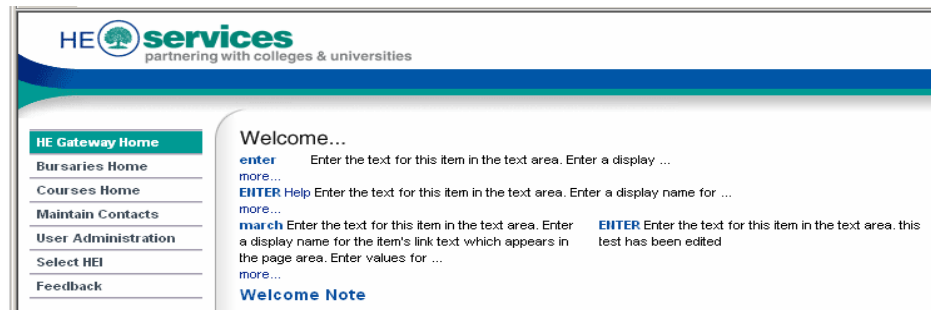 HE services
partnering with colleges & universities
HE Gateway Home
Bursaries Home
Courses Home
Maintain Contacts
User Administration
Select HEI
Feedback
Welcome...
enter Enter the text for this item in the text area. Enter a display ...
more...
ENTER Help Enter the text for this item in the text area. Enter a display name for ...
more...
march Enter the text for this item in the text area. Enter
a display name for the item's link text which appears in
the page area. Enter values for ...
more...
ENTER Enter the text for this item in the text area. this
test has been edited
Welcome Note